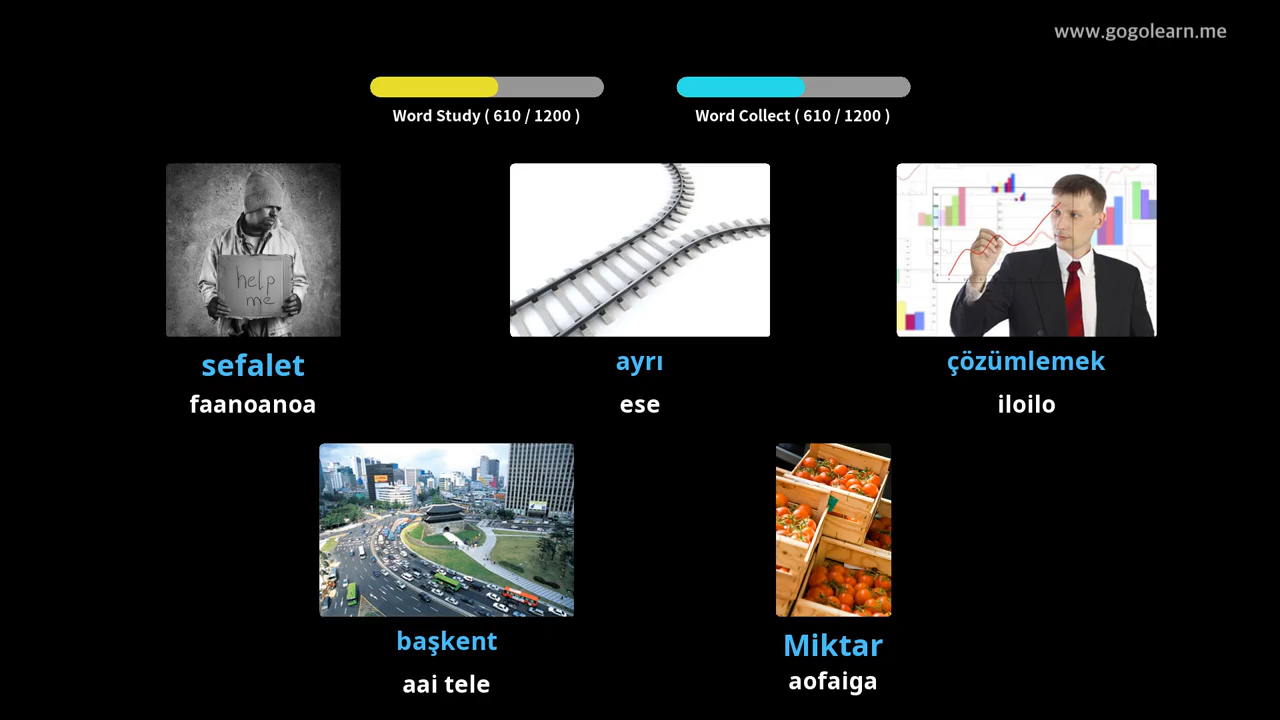 www.gogolearn.me
Word Study ( 610 / 1200 )
Word Collect ( 610 / 1200 )
help
me
sefalet
faanoanoa
ayrı
ese
çözümlemek
iloilo
başkent
aai tele
Miktar
aofaiga